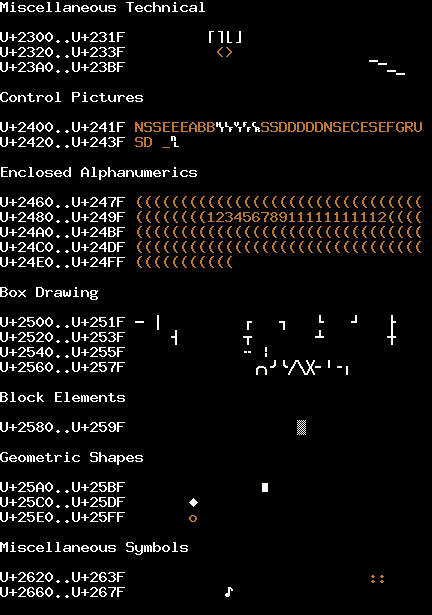 Miscellaneous Technical
U+2300..U+231F ⌈⌉⌊⌋
U+2320..U+233F <>
U+23A0..U+23BF ⎺⎻⎼⎽
Control Pictures
U+2400..U+241F NSSEEEABB␉␊␋␌␍SSDDDDDNSECESEFGRU
U+2420..U+243F SD _␤
Enclosed Alphanumerics
U+2460..U+247F ((((((((((((((((((((((((((((((((
U+2480..U+249F ((((((((12345678911111111112((((
U+24A0..U+24BF ((((((((((((((((((((((((((((((((
U+24C0..U+24DF ((((((((((((((((((((((((((((((((
U+24E0..U+24FF (((((((((((
Box Drawing
U+2500..U+251F ─ │ ┌ ┐ └ ┘ ├
U+2520..U+253F ┤ ┬ ┴ ┼
U+2540..U+255F ╌ ╎
U+2560..U+257F ╭╮╯╰╱╲╳╴╵╶╷
Block Elements
U+2580..U+259F ▒
Geometric Shapes
U+25A0..U+25BF ▮
U+25C0..U+25DF ◆
U+25E0..U+25FF o
Miscellaneous Symbols
U+2620..U+263F ::
U+2660..U+267F ♪